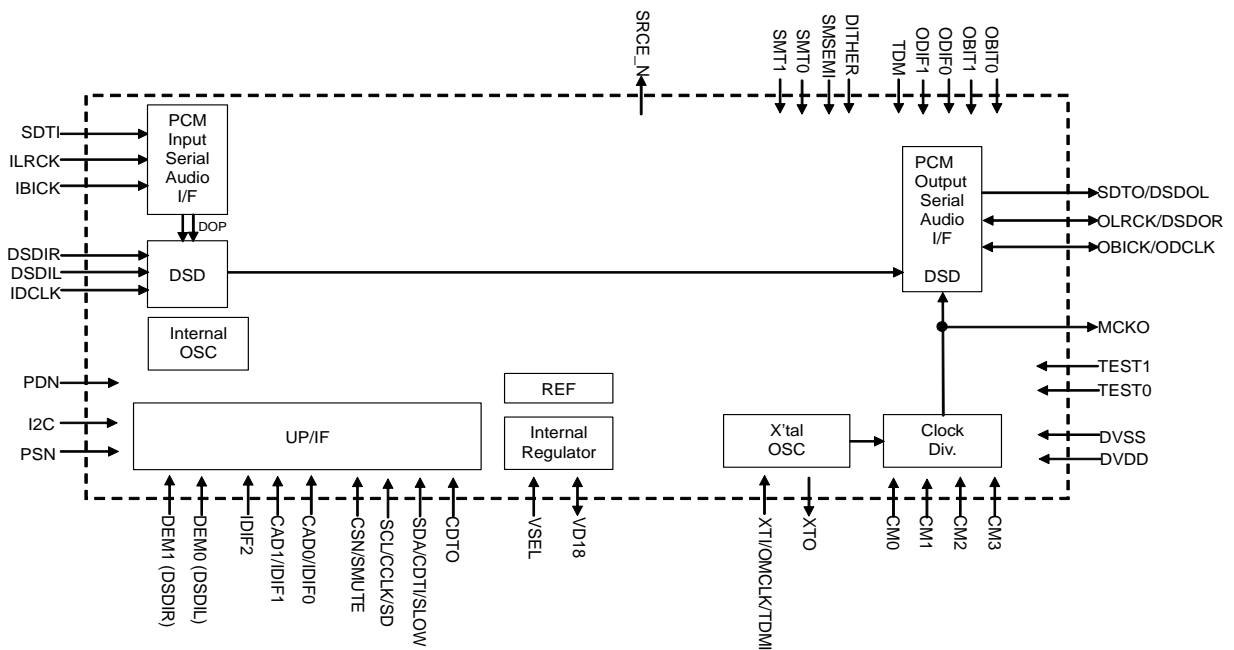 SRCE_N
SMT1
SMT0
SMSEMI
DITHER
TDM
ODIF1
ODIF0
OBIT1
OBIT0
SDTI
ILRCK
IBICK
PCM
Input
Serial
Audio
I/F
DOP
DSDIR
DSDIL
IDCLK
DSD
PCM
Output
Serial
Audio
I/F
DSD
SDTO/DSDOL
OLRCK/DSDOR
OBICK/ODCLK
MCKO
Internal
OSC
PDN
I2C
PSN
UP/IF
REF
Internal
Regulator
X'tal
OSC
Clock
Div.
TEST1
TEST0
DVSS
DVDD
DEM1 (DSDIR)
DEM0 (DSDIL)
IDIF2
CAD1/IDIF1
CAD0/IDIF0
CSN/SMUTE
SCL/CCLK/SD
SDA/CDTI/SLOW
CDTO
VSEL
VD18
XTI/OMCLK/TDMI
XTO
CM0
CM1
CM2
CM3